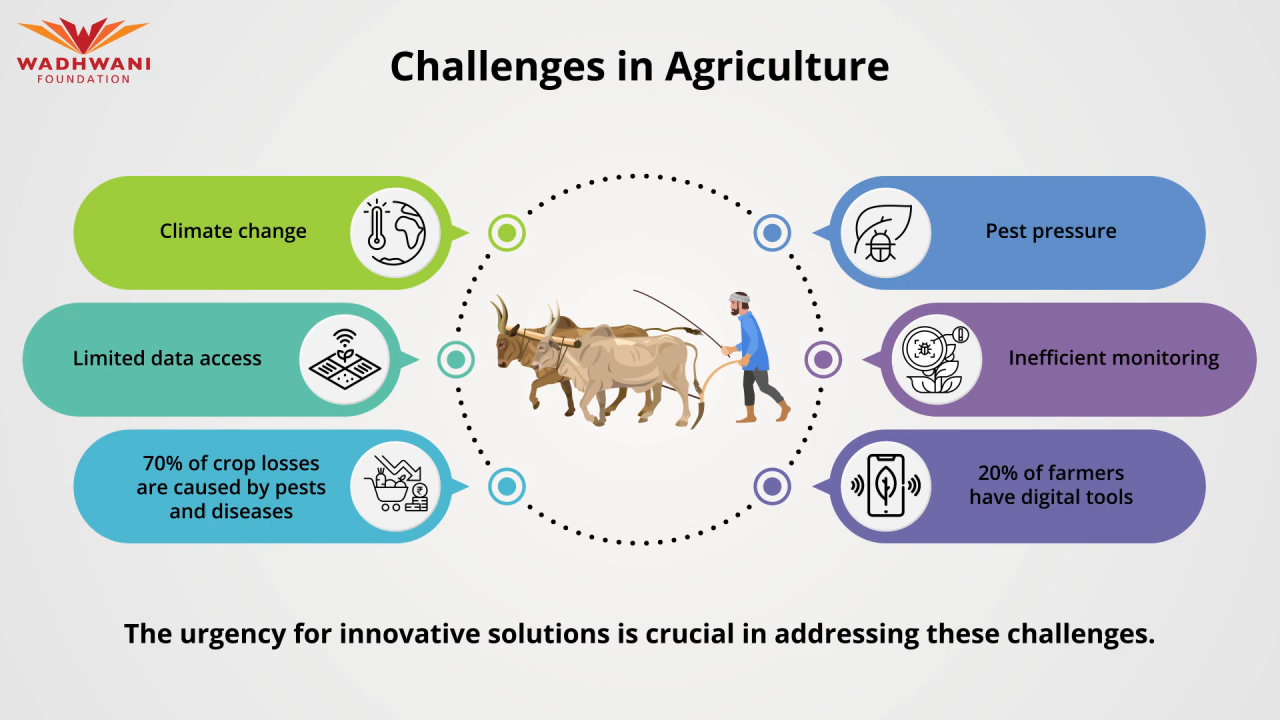 WADHWANI
FOUNDATION
Challenges in Agriculture
Climate change
Pest pressure
Limited data access
Inefficient monitoring
70% of crop losses
are caused by pests
and diseases
20% of farmers
have digital tools
The urgency for innovative solutions is crucial in addressing these challenges.